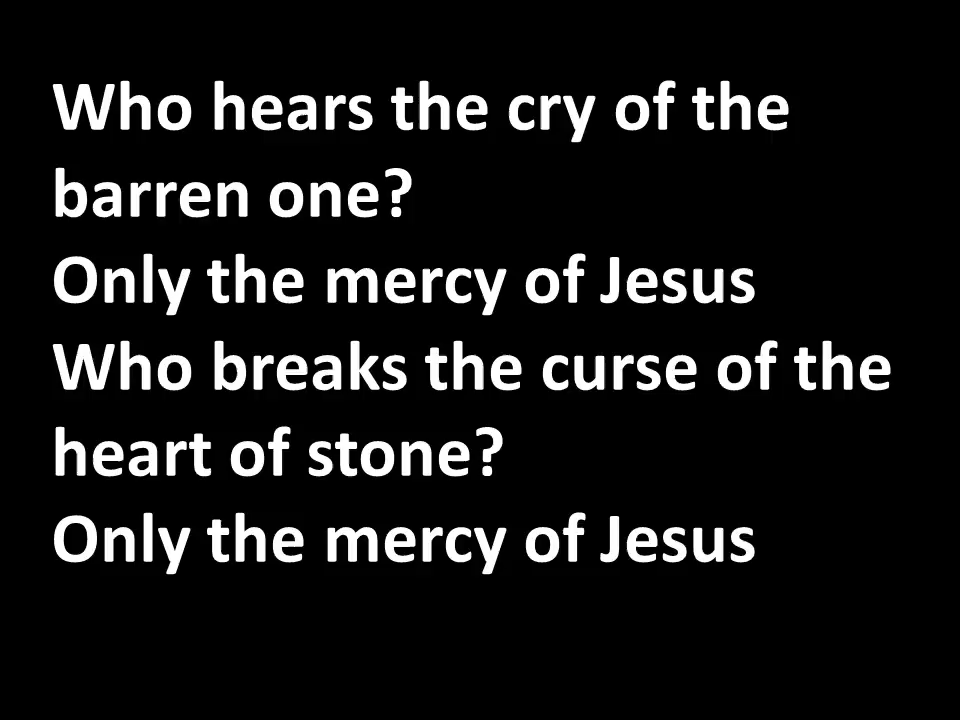 Who hears the cry of the
barren one?
Only the mercy of Jesus
Who breaks the curse of the
heart of stone?
Only the mercy of Jesus